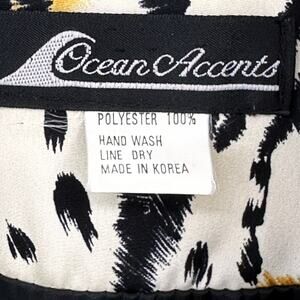 Ocean Accents
POLYESTER 100%
HAND WASH
LINE DRY
MADE IN KOREA